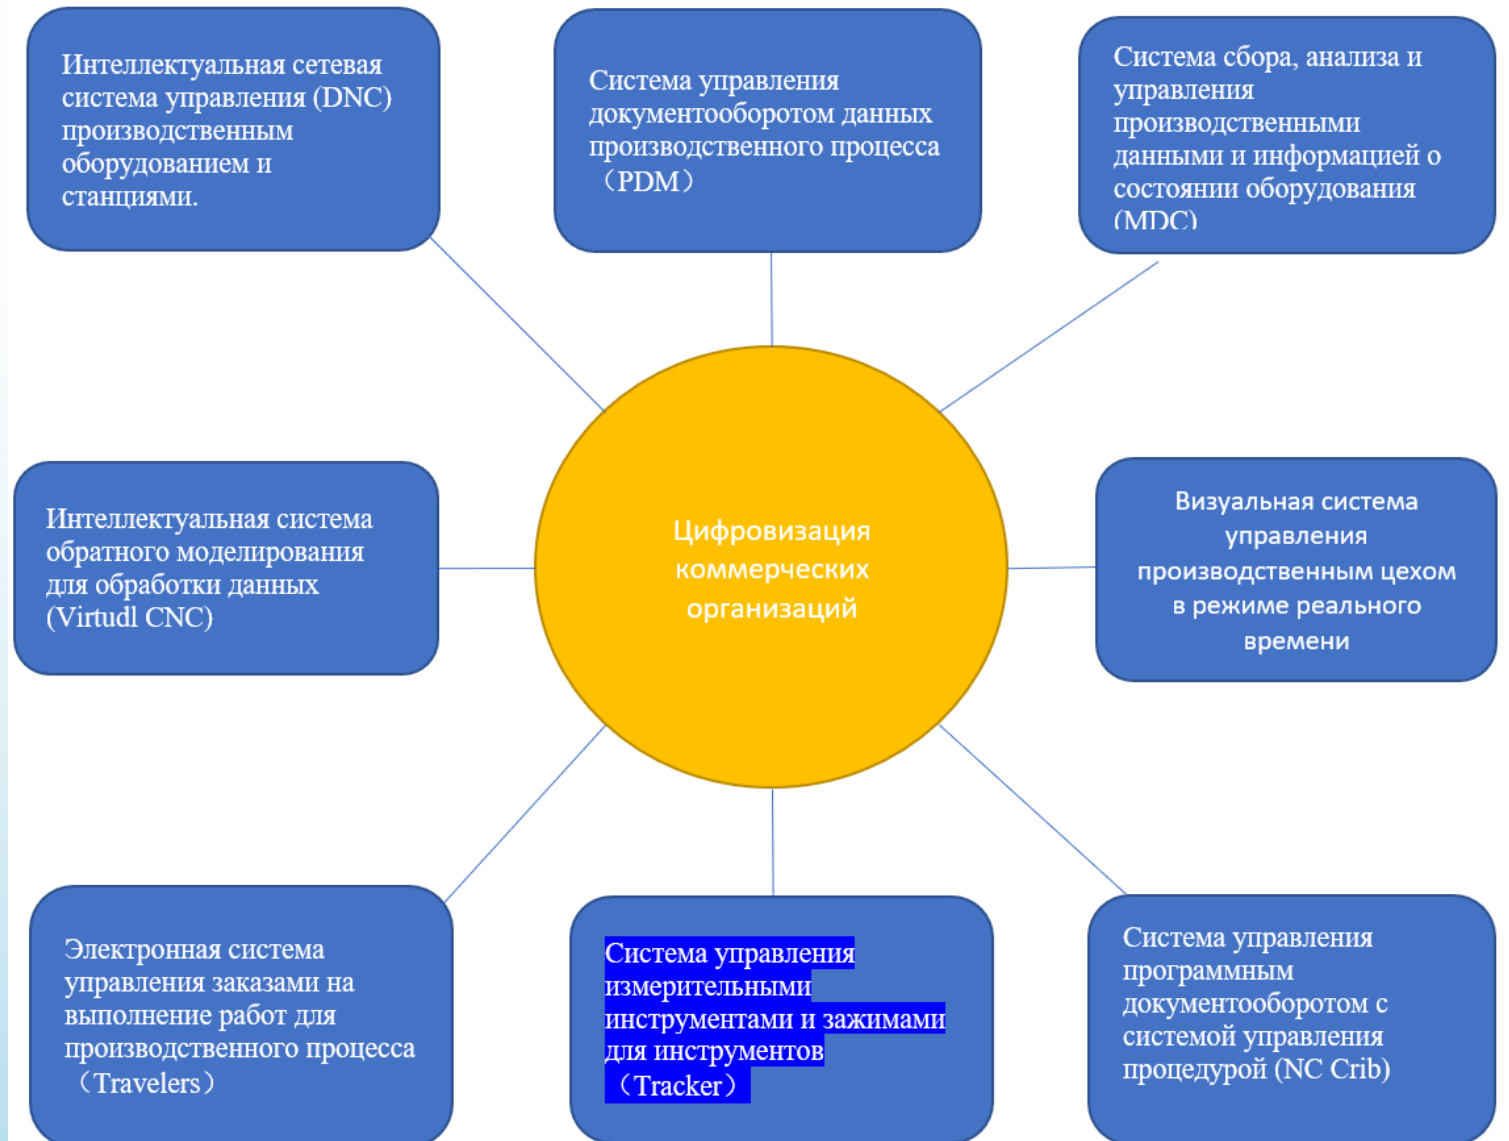 Интеллектуальная сетевая
система управления (DNC)
производственным
оборудованием и
станциями.
Система управления
документооборотом данных
производственного процесса
（PDM）
Система сбора, анализа и
управления
производственными
данными и информацией о
состоянии оборудования
(MDC)
Интеллектуальная система
обратного моделирования
для обработки данных
(Virtudl CNC)
Цифровизация
коммерческих
организаций
Визуальная система
управления
производственным цехом
в режиме реального
времени
Электронная система
управления заказами на
выполнение работ для
производственного процесса
（Travelers）
Система управления
измерительными
инструментами и зажимами
для инструментов
（Tracker）
Система управления
программным
документооборотом с
системой управления
процедурой (NC Crib)